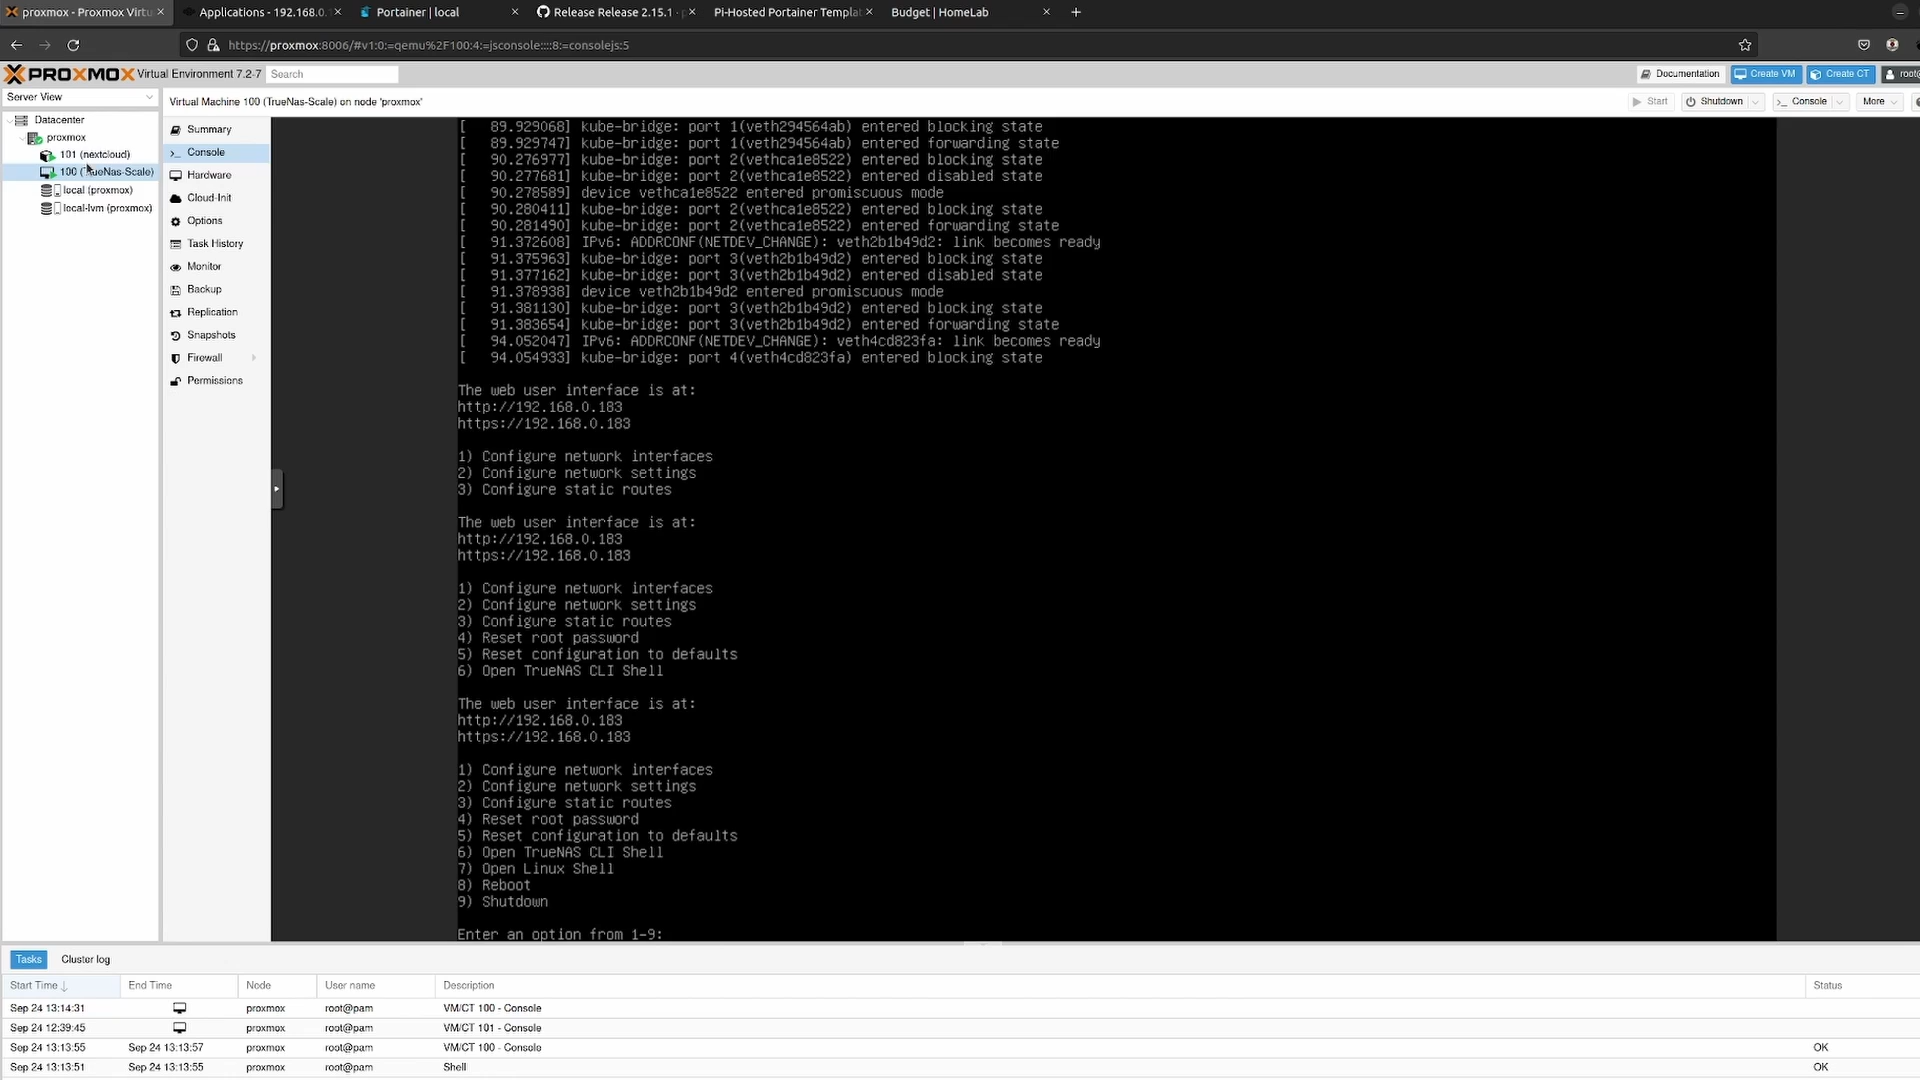 proxmox - Proxmox Virtu
Applications - 192.168.0.
Portainer | local
Release Release 2.15.1 · p
Pi-Hosted Portainer Templat
Budget | HomeLab
https://proxmox:8006/#v1:0:=qemu%2F100:4:=jsconsole::::8:=consolejs:5
PROXMOX Virtual Environment 7.2-7
Search
Documentation
Create VM
Create CT
root@
Server View
Virtual Machine 100 (TrueNas-Scale) on node 'proxmox'
Start
Shutdown
Console
More
Datacenter
proxmox
101 (nextcloud)
100 (TrueNas-Scale)
local (proxmox)
local-lvm (proxmox)
Summary
Console
Hardware
Cloud-Init
Options
Task History
Monitor
Backup
Replication
Snapshots
Firewall
Permissions
[   89.929068] kube-bridge: port 1(veth294564ab) entered blocking state
[   89.929747] kube-bridge: port 1(veth294564ab) entered forwarding state
[   90.276977] kube-bridge: port 2(vethca1e8522) entered blocking state
[   90.277681] kube-bridge: port 2(vethca1e8522) entered disabled state
[   90.278589] device vethca1e8522 entered promiscuous mode
[   90.280411] kube-bridge: port 2(vethca1e8522) entered blocking state
[   90.281490] kube-bridge: port 2(vethca1e8522) entered forwarding state
[   91.372608] IPv6: ADDRCONF(NETDEV_CHANGE): veth2b1b49d2: link becomes ready
[   91.375963] kube-bridge: port 3(veth2b1b49d2) entered blocking state
[   91.377162] kube-bridge: port 3(veth2b1b49d2) entered disabled state
[   91.378938] device veth2b1b49d2 entered promiscuous mode
[   91.381130] kube-bridge: port 3(veth2b1b49d2) entered blocking state
[   91.383654] kube-bridge: port 3(veth2b1b49d2) entered forwarding state
[   94.052047] IPv6: ADDRCONF(NETDEV_CHANGE): veth4cd823fa: link becomes ready
[   94.054933] kube-bridge: port 4(veth4cd823fa) entered blocking state
The web user interface is at:
http://192.168.0.183
https://192.168.0.183
1) Configure network interfaces
2) Configure network settings
3) Configure static routes
The web user interface is at:
http://192.168.0.183
https://192.168.0.183
1) Configure network interfaces
2) Configure network settings
3) Configure static routes
4) Reset root password
5) Reset configuration to defaults
6) Open TrueNAS CLI Shell
The web user interface is at:
http://192.168.0.183
https://192.168.0.183
1) Configure network interfaces
2) Configure network settings
3) Configure static routes
4) Reset root password
5) Reset configuration to defaults
6) Open TrueNAS CLI Shell
7) Open Linux Shell
8) Reboot
9) Shutdown
Enter an option from 1-9:
Tasks
Cluster log
Start Time ↓ End Time Node User name Description Status
Sep 24 13:14:31 proxmox root@pam VM/CT 100 - Console
Sep 24 12:39:45 proxmox root@pam VM/CT 101 - Console
Sep 24 13:13:55 Sep 24 13:13:57 proxmox root@pam VM/CT 100 - Console OK
Sep 24 13:13:51 Sep 24 13:13:55 proxmox root@pam Shell OK